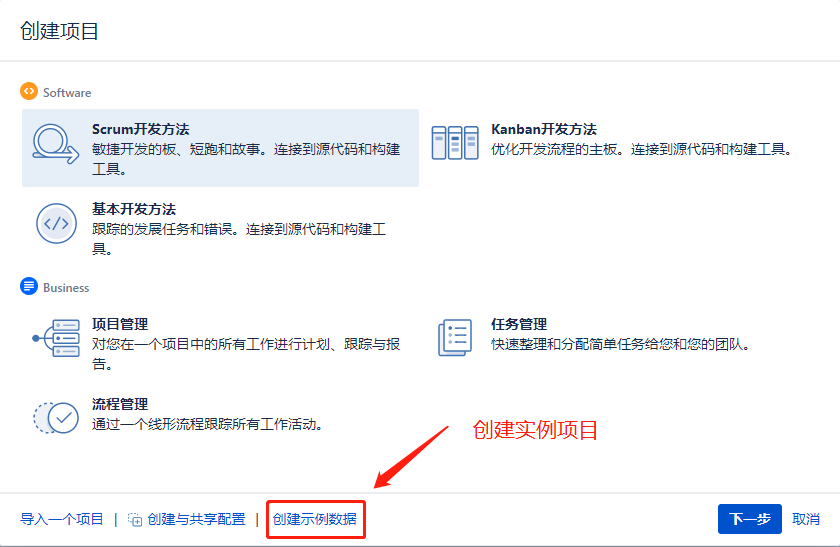 创建项目
Software
Scrum开发方法
敏捷开发的板、短跑和故事。连接到源代码和构建
工具。
Kanban开发方法
优化开发流程的主板。连接到源代码和构建工具。
基本开发方法
跟踪的发展任务和错误。连接到源代码和构建工
具。
Business
项目管理
对您在一个项目中的所有工作进行计划、跟踪与报
告。
任务管理
快速整理和分配简单任务给您和您的团队。
流程管理
通过一个线形流程跟踪所有工作活动。
创建实例项目
导入一个项目 | 创建与共享配置 | 创建示例数据 下一步 取消